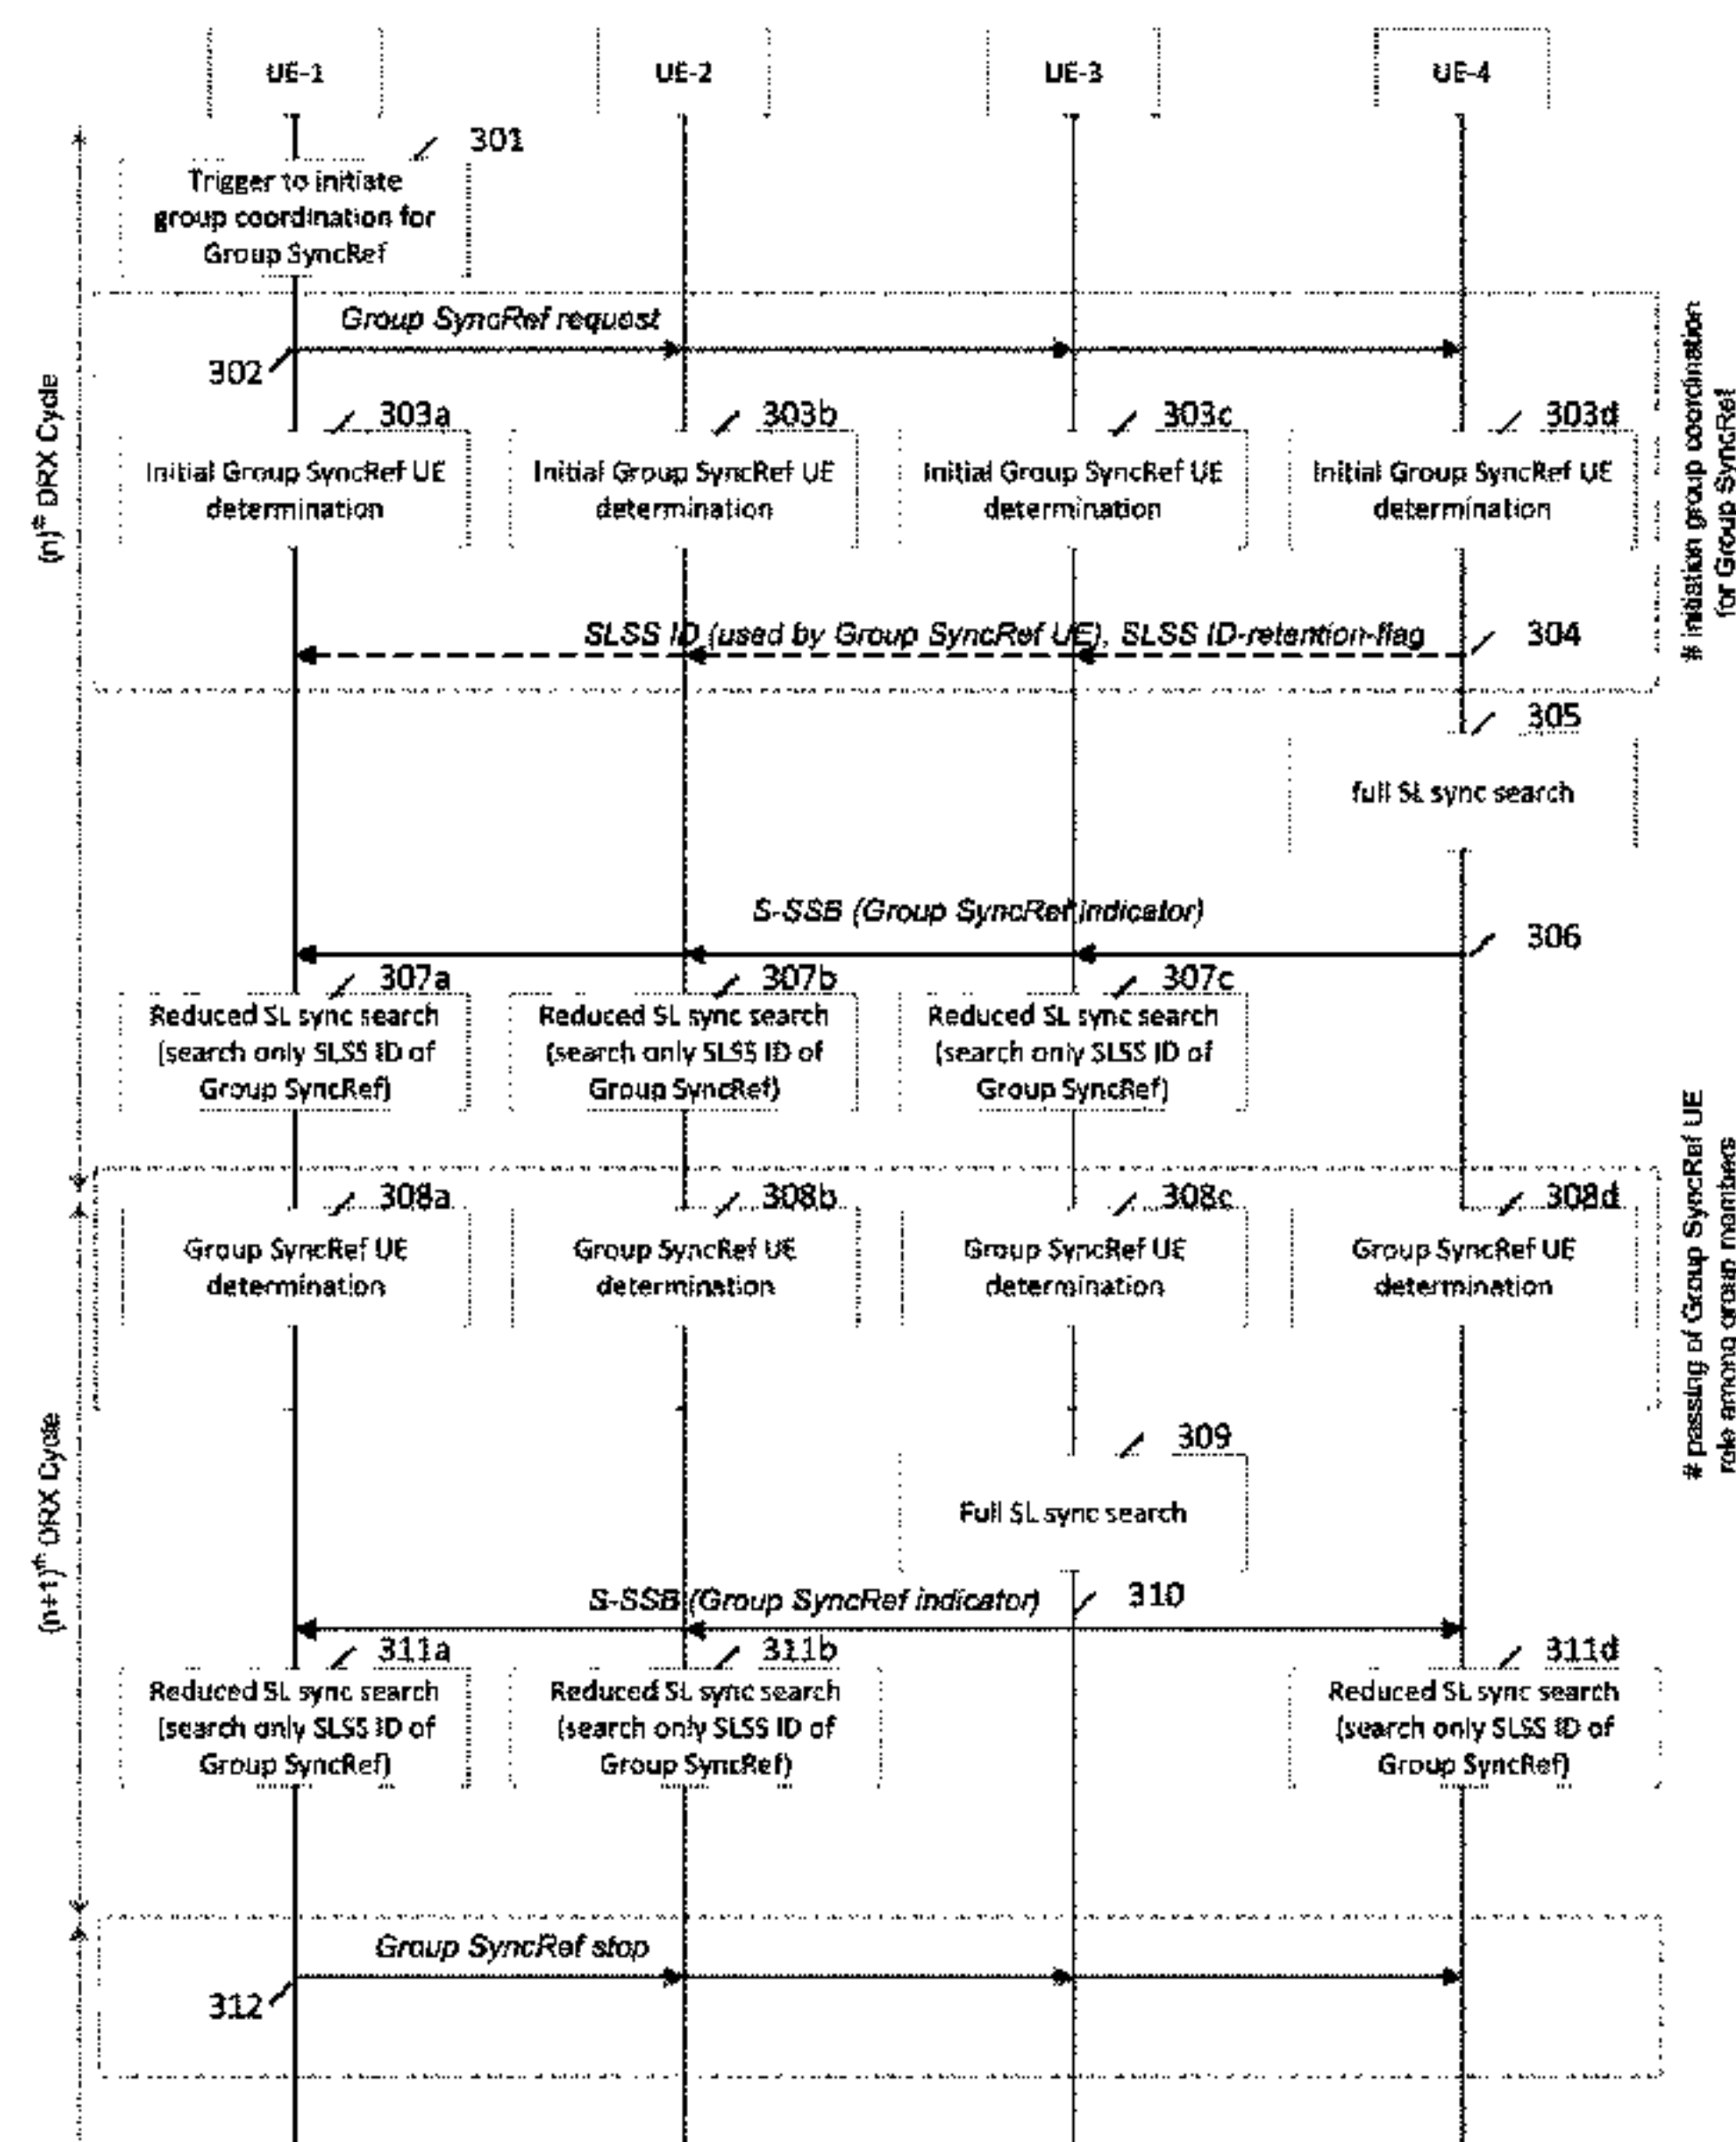 UE-1
UE-2
UE-3
UE-4
301
Trigger to initiate
group coordination for
Group SyncRef
Group SyncRef request
302
303a
303b
303c
303d
Initial Group SyncRef UE
determination
Initial Group SyncRef UE
determination
Initial Group SyncRef UE
determination
Initial Group SyncRef UE
determination
(n)th DRX Cycle
# initiation group coordination
for Group SyncRef
SLSS ID (used by Group SyncRef UE), SLSS ID-retention-flag
304
305
full SL sync search
S-SSB (Group SyncRef indicator)
306
307a
307b
307c
Reduced SL sync search
(search only SLSS ID of
Group SyncRef)
Reduced SL sync search
(search only SLSS ID of
Group SyncRef)
Reduced SL sync search
(search only SLSS ID of
Group SyncRef)
308a
308b
308c
308d
Group SyncRef UE
determination
Group SyncRef UE
determination
Group SyncRef UE
determination
Group SyncRef UE
determination
# passing of Group SyncRef UE
role among group members
309
Full SL sync search
(n+1)th DRX Cycle
S-SSB (Group SyncRef indicator)
310
311a
311b
311d
Reduced SL sync search
(search only SLSS ID of
Group SyncRef)
Reduced SL sync search
(search only SLSS ID of
Group SyncRef)
Reduced SL sync search
(search only SLSS ID of
Group SyncRef)
Group SyncRef stop
312